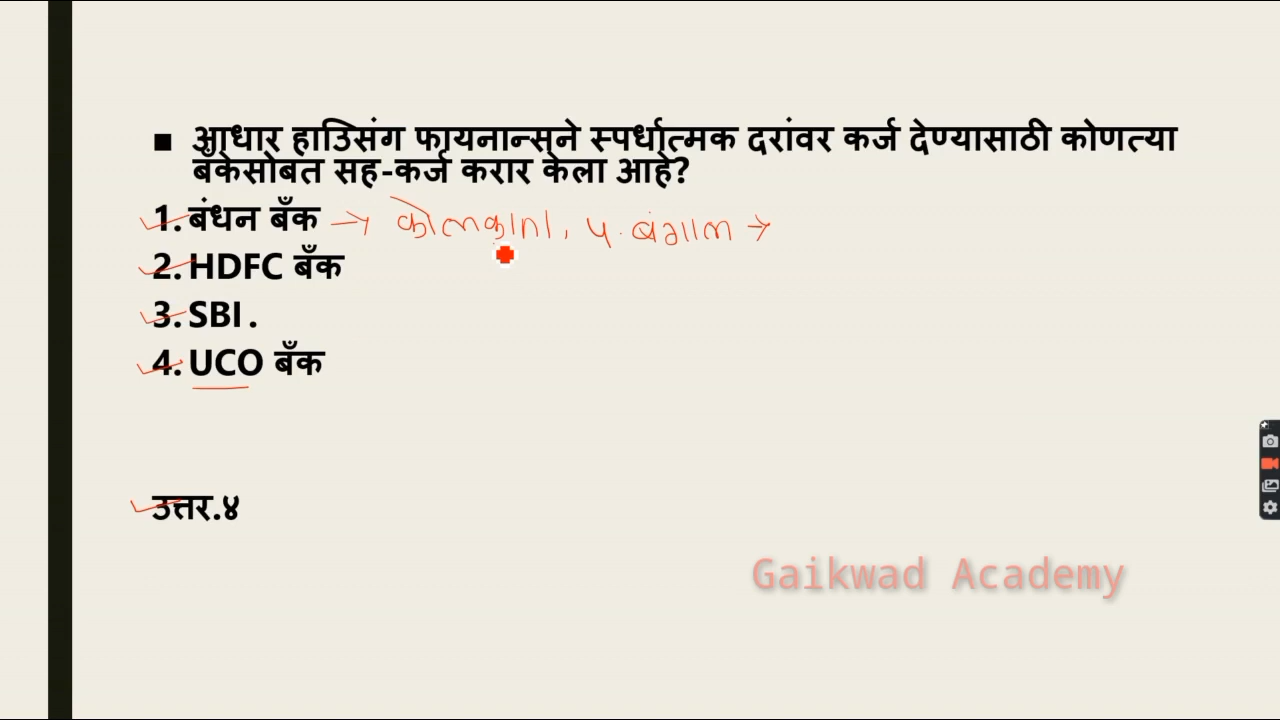 ▪ आधार हाउसिंग फायनान्सने स्पर्धात्मक दरांवर कर्ज देण्यासाठी कोणत्या
बँकेसोबत सह-कर्ज करार केला आहे?
1. बंधन बँक → कोलकाता, प. बंगाल →
2. HDFC बँक
3. SBI .
4. UCO बँक
उत्तर.४
Gaikwad Academy